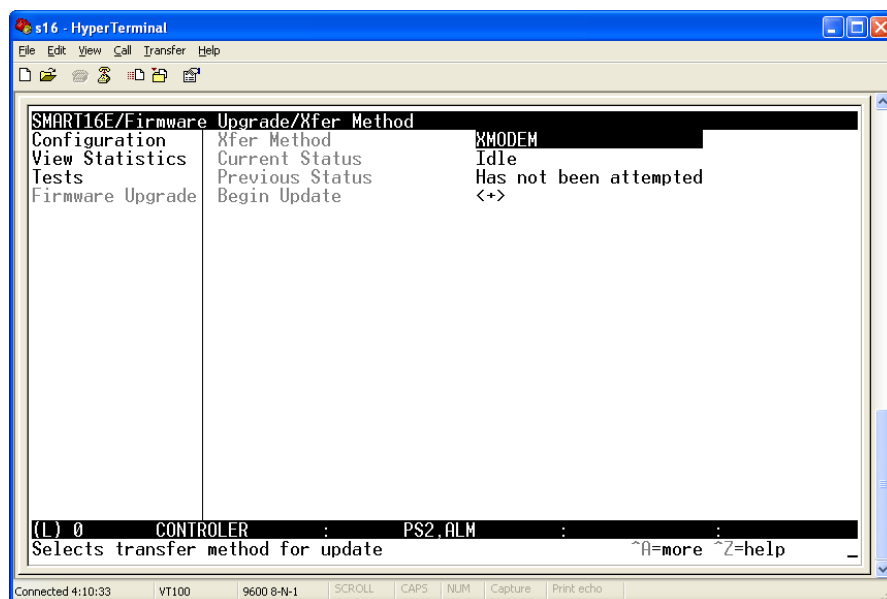 s16 - HyperTerminal
File Edit View Call Transfer Help
SMART16E/Firmware Upgrade/Xfer Method
Configuration Xfer Method XMODEM
View Statistics Current Status Idle
Tests Previous Status Has not been attempted
Firmware Upgrade Begin Update <+>
(L) 0 CONTROLER : PS2,ALM : :
Selects transfer method for update ^A=more ^Z=help
Connected 4:10:33 VT100 9600 8-N-1 SCROLL CAPS NUM Capture Print echo